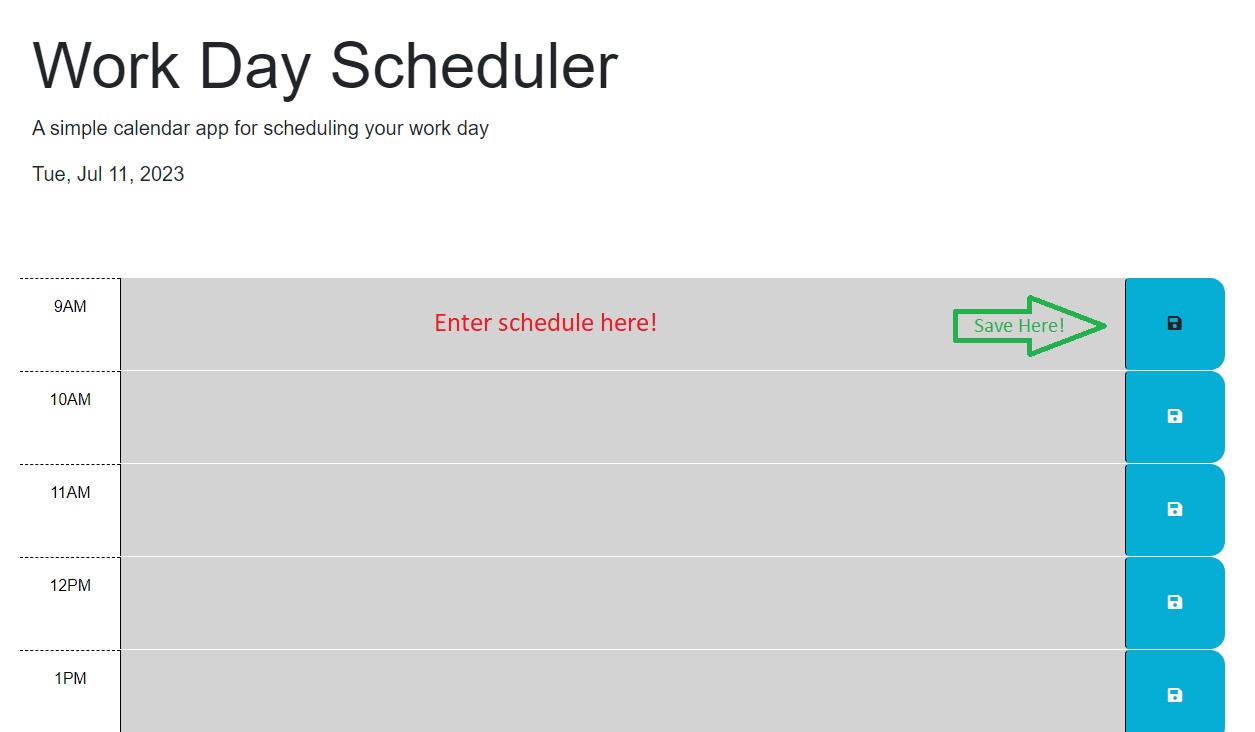 Work Day Scheduler
A simple calendar app for scheduling your work day
Tue, Jul 11, 2023
9AM
Enter schedule here!
Save Here!
10AM
11AM
12PM
1PM